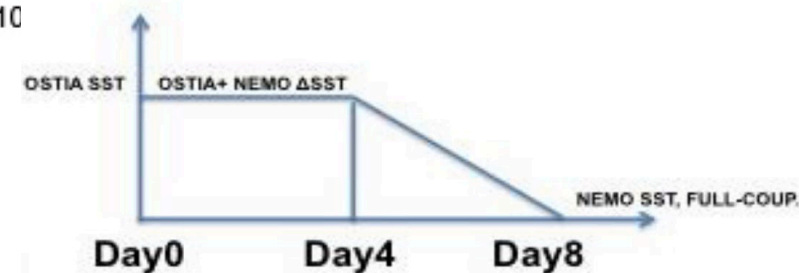 10
OSTIA SST OSTIA+ NEMO ΔSST
NEMO SST, FULL-COUP.
Day0 Day4 Day8